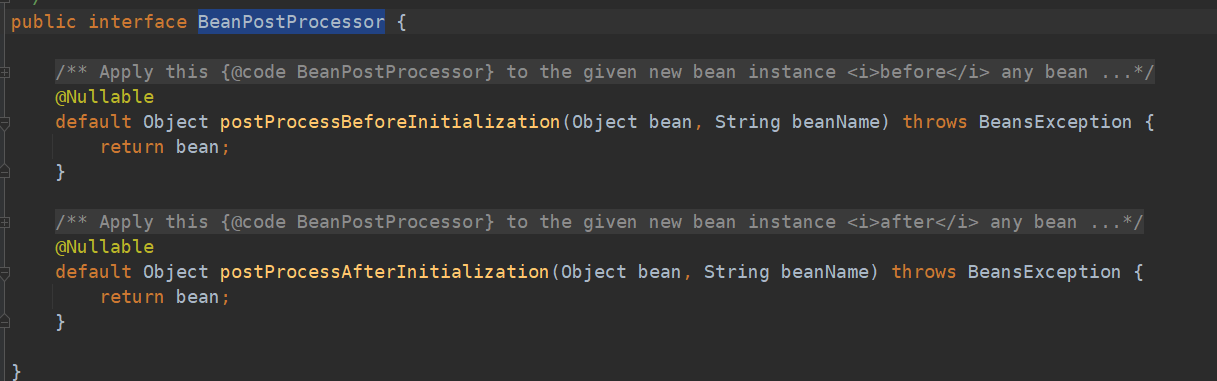 public interface BeanPostProcessor {
/** Apply this {@code BeanPostProcessor} to the given new bean instance <i>before</i> any bean ...*/
@Nullable
default Object postProcessBeforeInitialization(Object bean, String beanName) throws BeansException {
return bean;
}
/** Apply this {@code BeanPostProcessor} to the given new bean instance <i>after</i> any bean ...*/
@Nullable
default Object postProcessAfterInitialization(Object bean, String beanName) throws BeansException {
return bean;
}
}